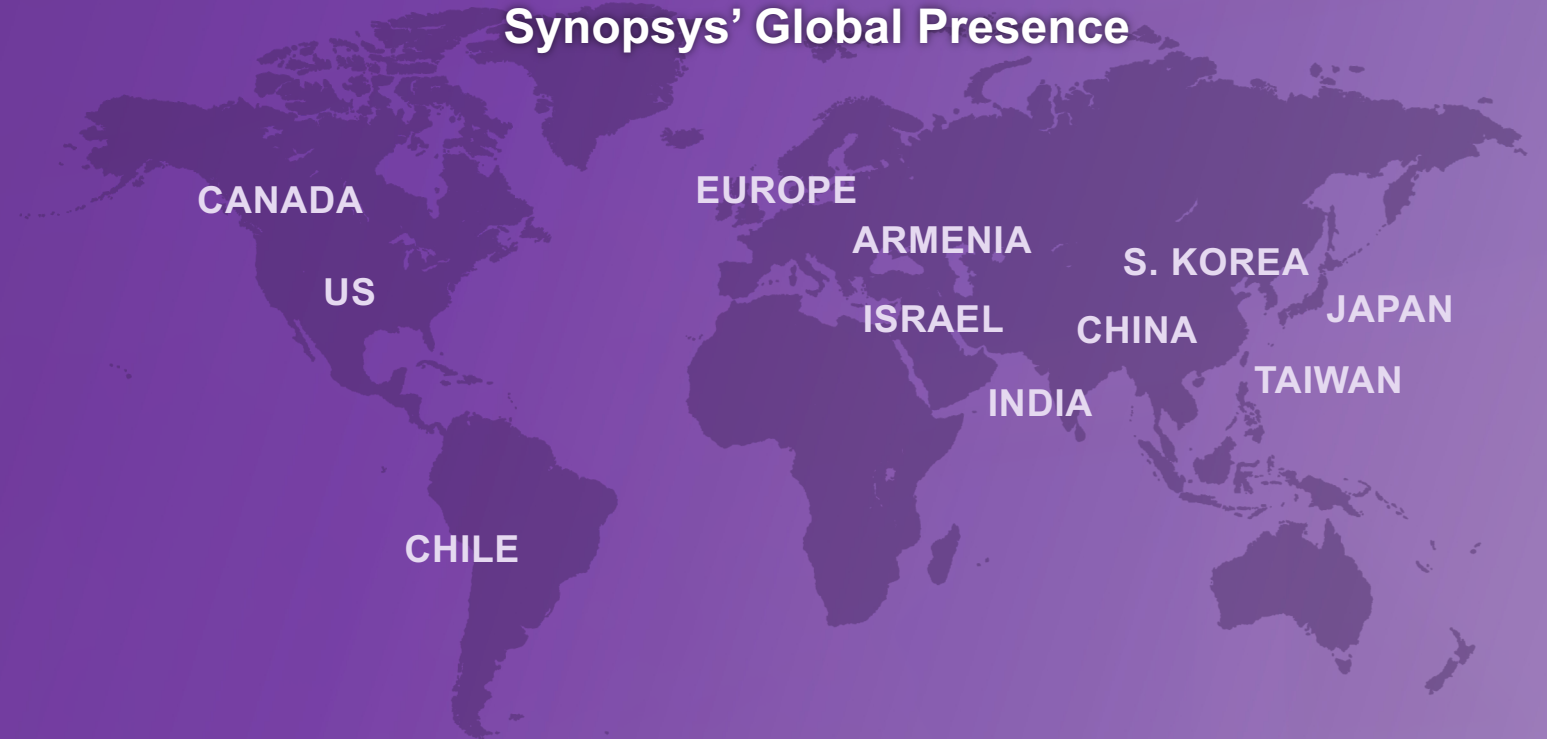 Synopsys’ Global Presence
CANADA
EUROPE
ARMENIA
S. KOREA
US
JAPAN
ISRAEL
CHINA
TAIWAN
INDIA
CHILE